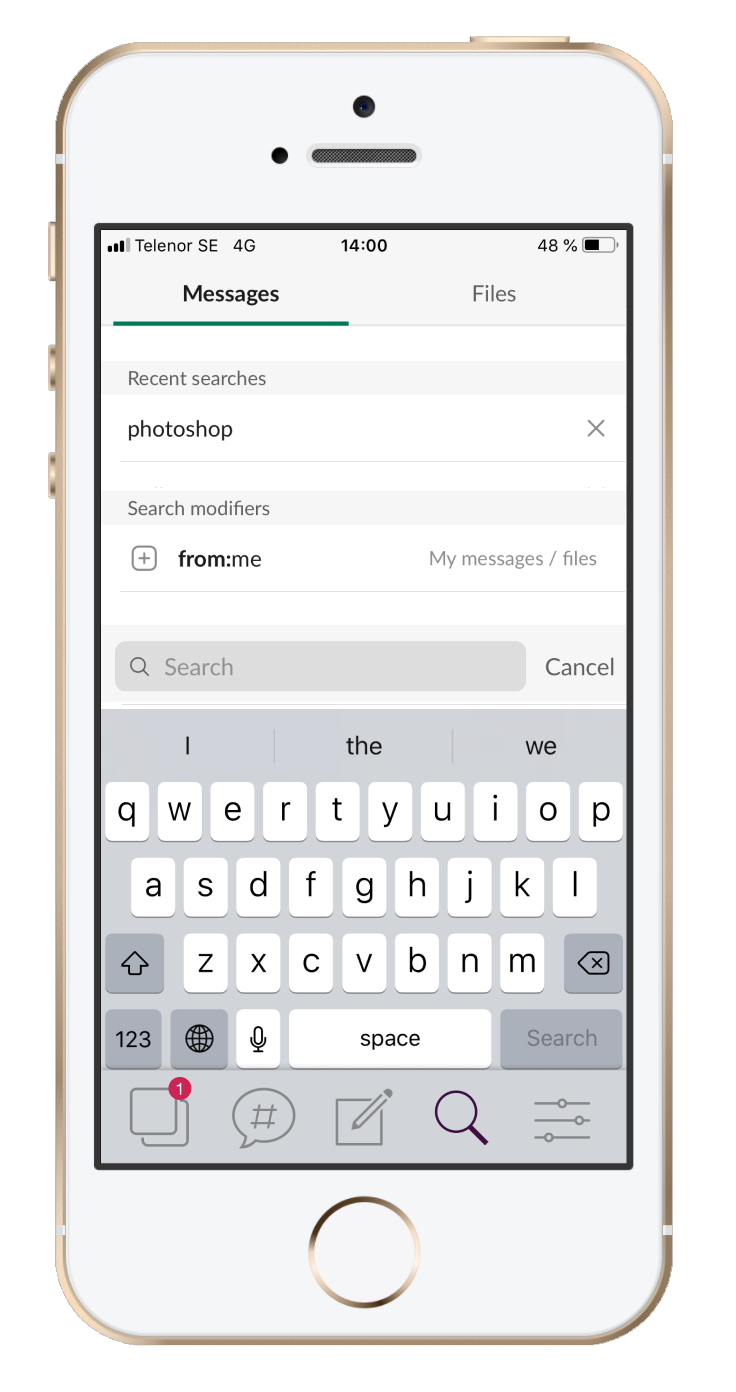 Telenor SE 4G 14:00 48 %
Messages Files
Recent searches
photoshop
Search modifiers
from:me My messages / files
Search Cancel
I the we
q w e r t y u i o p
a s d f g h j k l
z x c v b n m
123 space Search
1
#